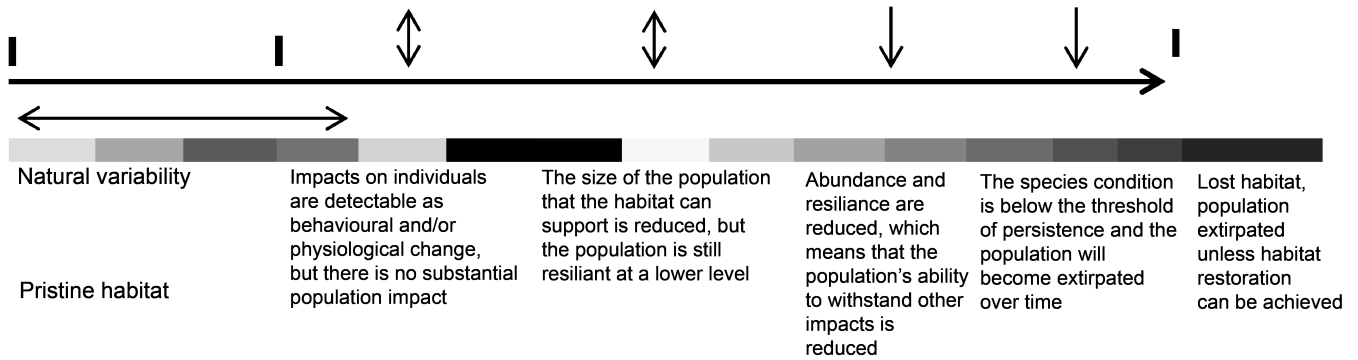 Natural variability
Pristine habitat
Impacts on individuals
are detectable as
behavioural and/or
physiological change,
but there is no substantial
population impact
The size of the population
that the habitat can
support is reduced, but
the population is still
resiliant at a lower level
Abundance and
resiliance are
reduced, which
means that the
population's ability
to withstand other
impacts is
reduced
The species condition
is below the threshold
of persistence and the
population will
become extirpated
over time
Lost habitat,
population
extirpated
unless habitat
restoration
can be achieved